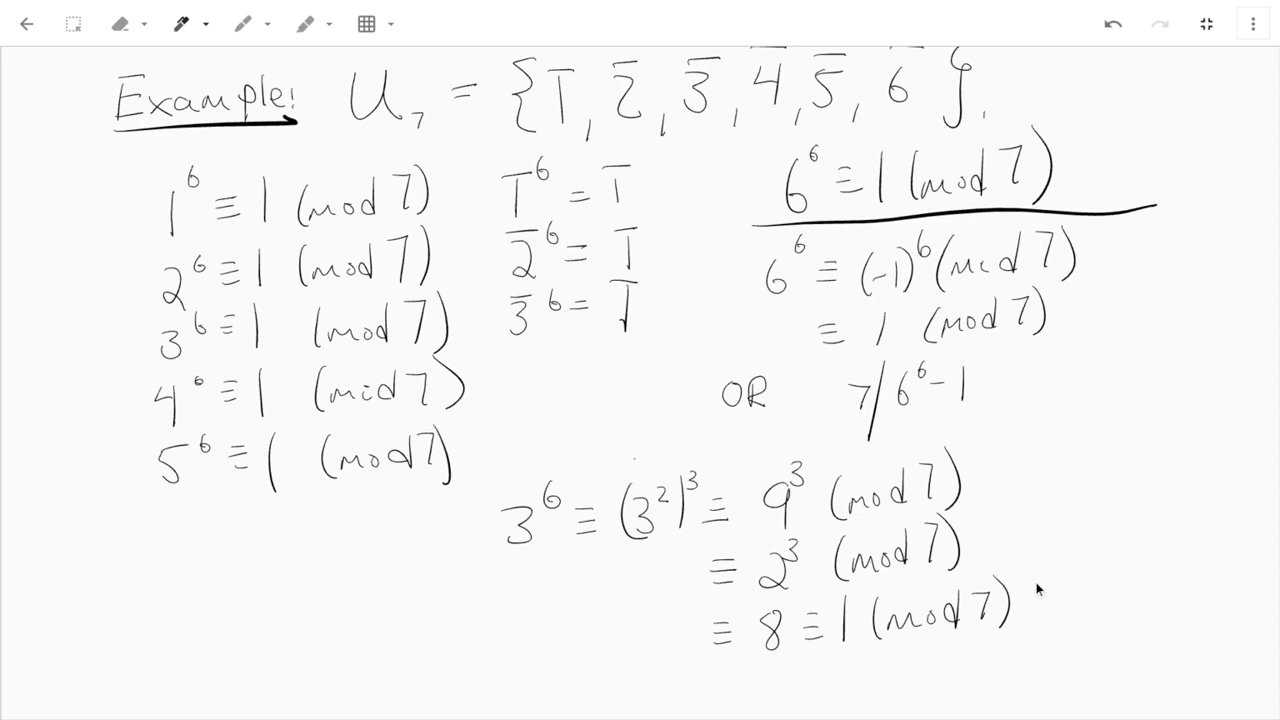 Example: U₇ = {1̅, 2̅, 3̅, 4̅, 5̅, 6̅}.
1⁶ ≡ 1 (mod 7)
2⁶ ≡ 1 (mod 7)
3⁶ ≡ 1 (mod 7)
4⁶ ≡ 1 (mod 7)
5⁶ ≡ 1 (mod 7)
1̅⁶ = 1̅
2̅⁶ = 1̅
3̅⁶ = 1̅
6⁶ ≡ 1 (mod 7)
6⁶ ≡ (-1)⁶ (mod 7)
≡ 1 (mod 7)
OR 7 | 6⁶ - 1
3⁶ ≡ (3²)³ ≡ 9³ (mod 7)
≡ 2³ (mod 7)
≡ 8 ≡ 1 (mod 7)